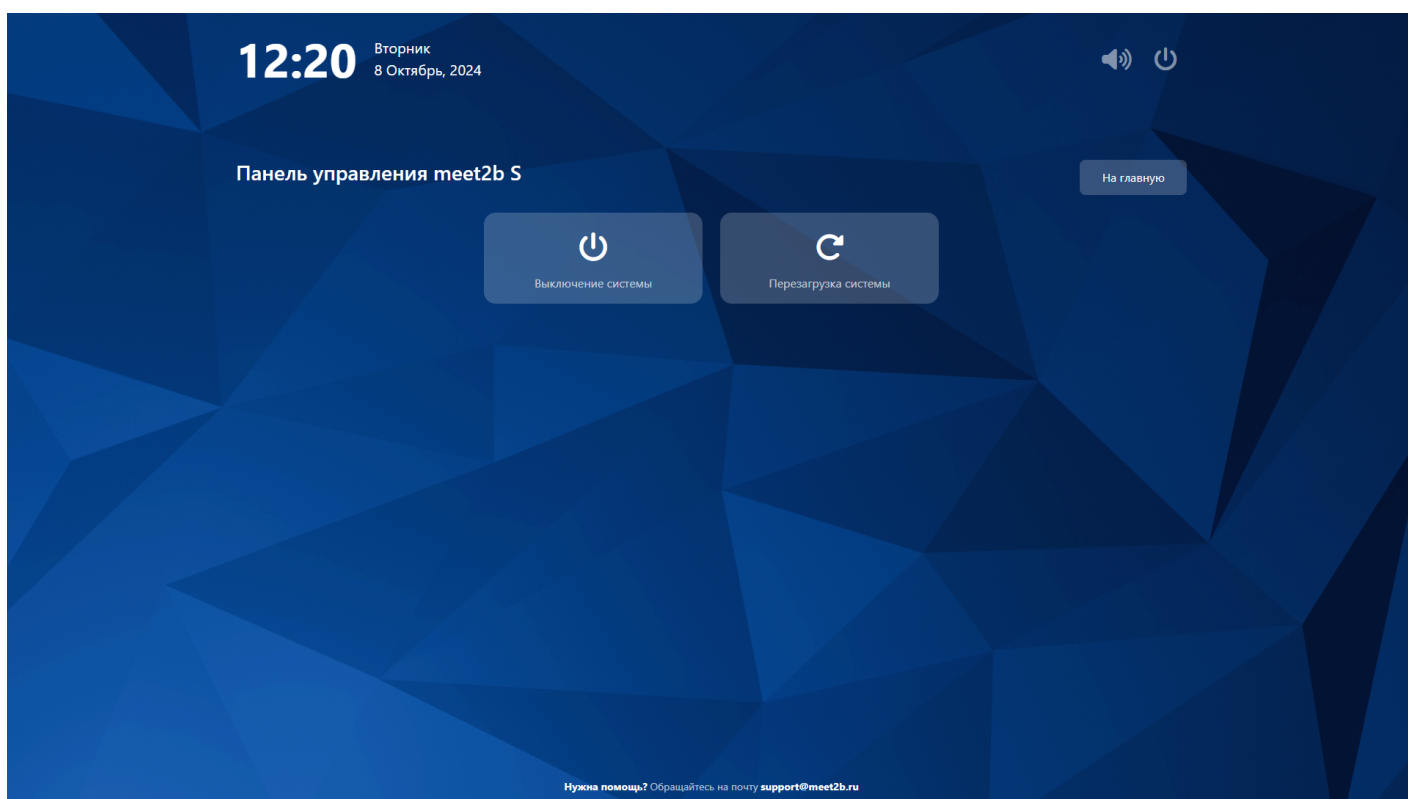 12:20
Вторник
8 Октябрь, 2024
Панель управления meet2b S
На главную
Выключение системы
Перезагрузка системы
Нужна помощь? Обращайтесь на почту support@meet2b.ru